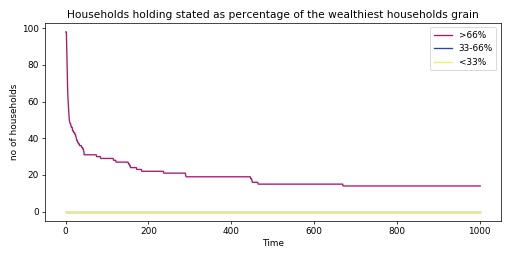 Households holding stated as percentage of the wealthiest households grain
>66%
33-66%
<33%
100
80
60
40
20
0
no of households
0 200 400 600 800 1000
Time